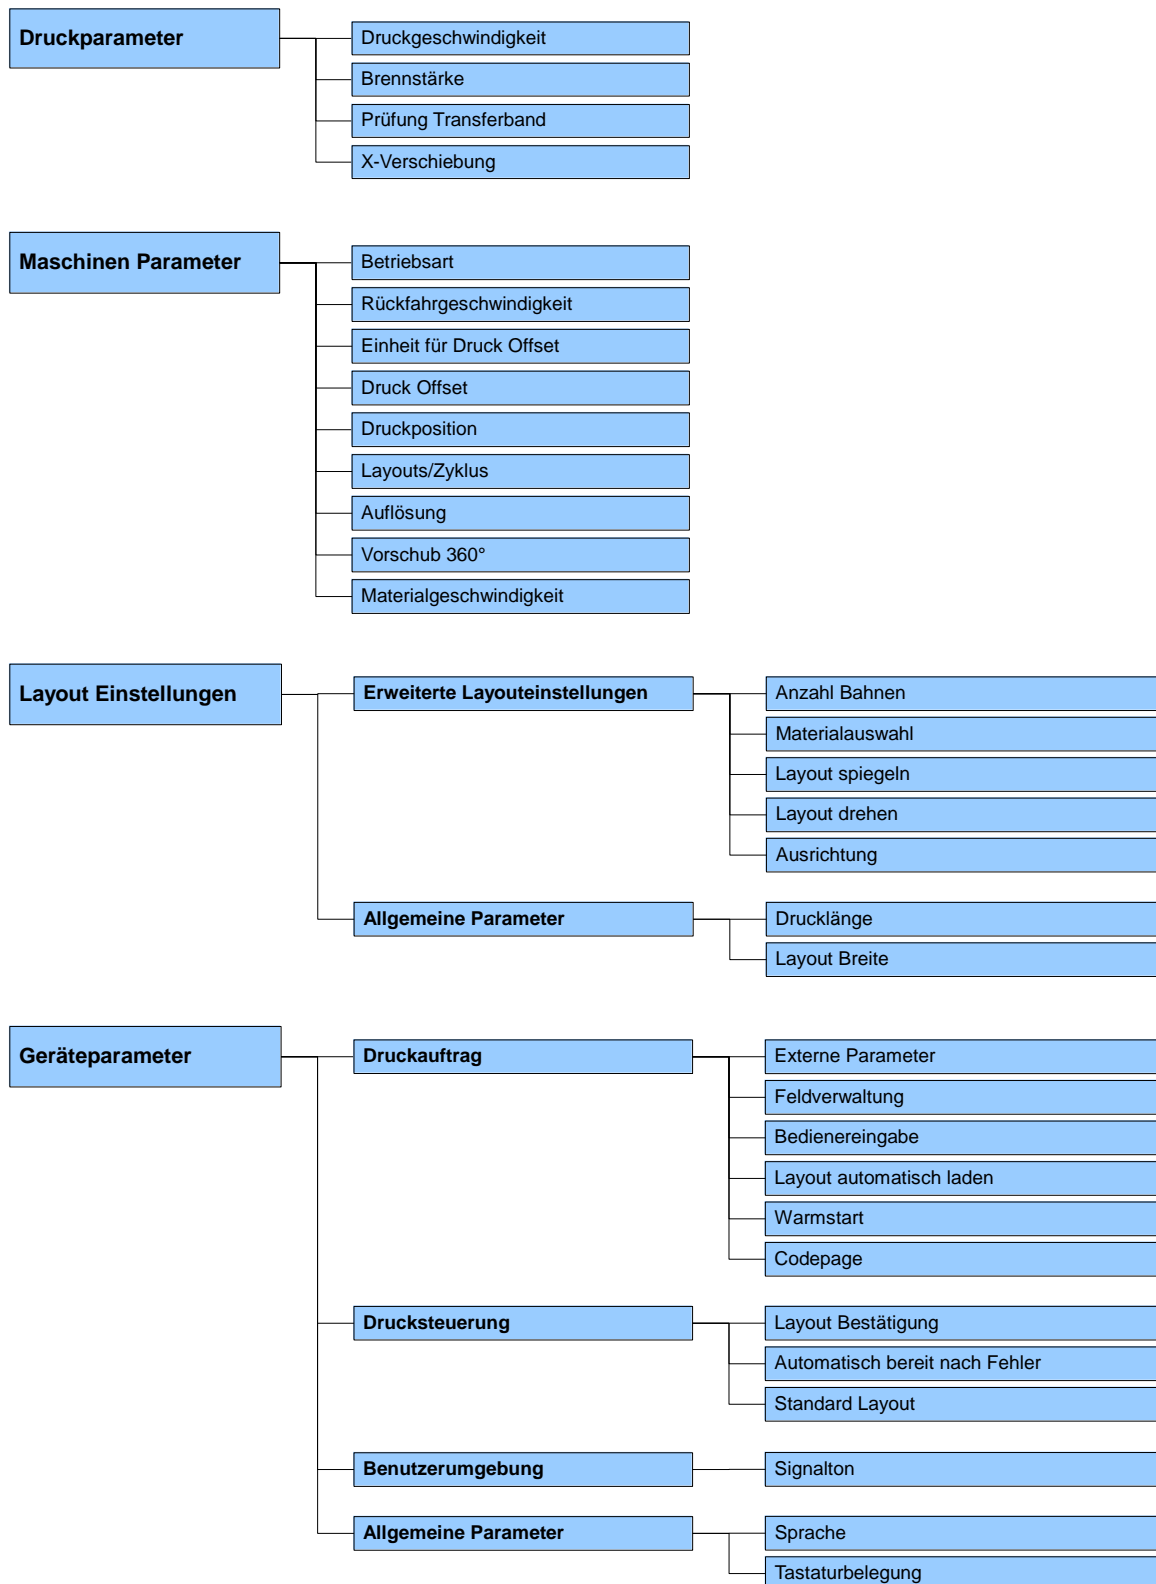 Druckparameter
Druckgeschwindigkeit
Brennstärke
Prüfung Transferband
X-Verschiebung
Maschinen Parameter
Betriebsart
Rückfahrgeschwindigkeit
Einheit für Druck Offset
Druck Offset
Druckposition
Layouts/Zyklus
Auflösung
Vorschub 360°
Materialgeschwindigkeit
Layout Einstellungen
Erweiterte Layouteinstellungen
Anzahl Bahnen
Materialauswahl
Layout spiegeln
Layout drehen
Ausrichtung
Allgemeine Parameter
Drucklänge
Layout Breite
Geräteparameter
Druckauftrag
Externe Parameter
Feldverwaltung
Bedienereingabe
Layout automatisch laden
Warmstart
Codepage
Drucksteuerung
Layout Bestätigung
Automatisch bereit nach Fehler
Standard Layout
Benutzerumgebung
Signalton
Allgemeine Parameter
Sprache
Tastaturbelegung